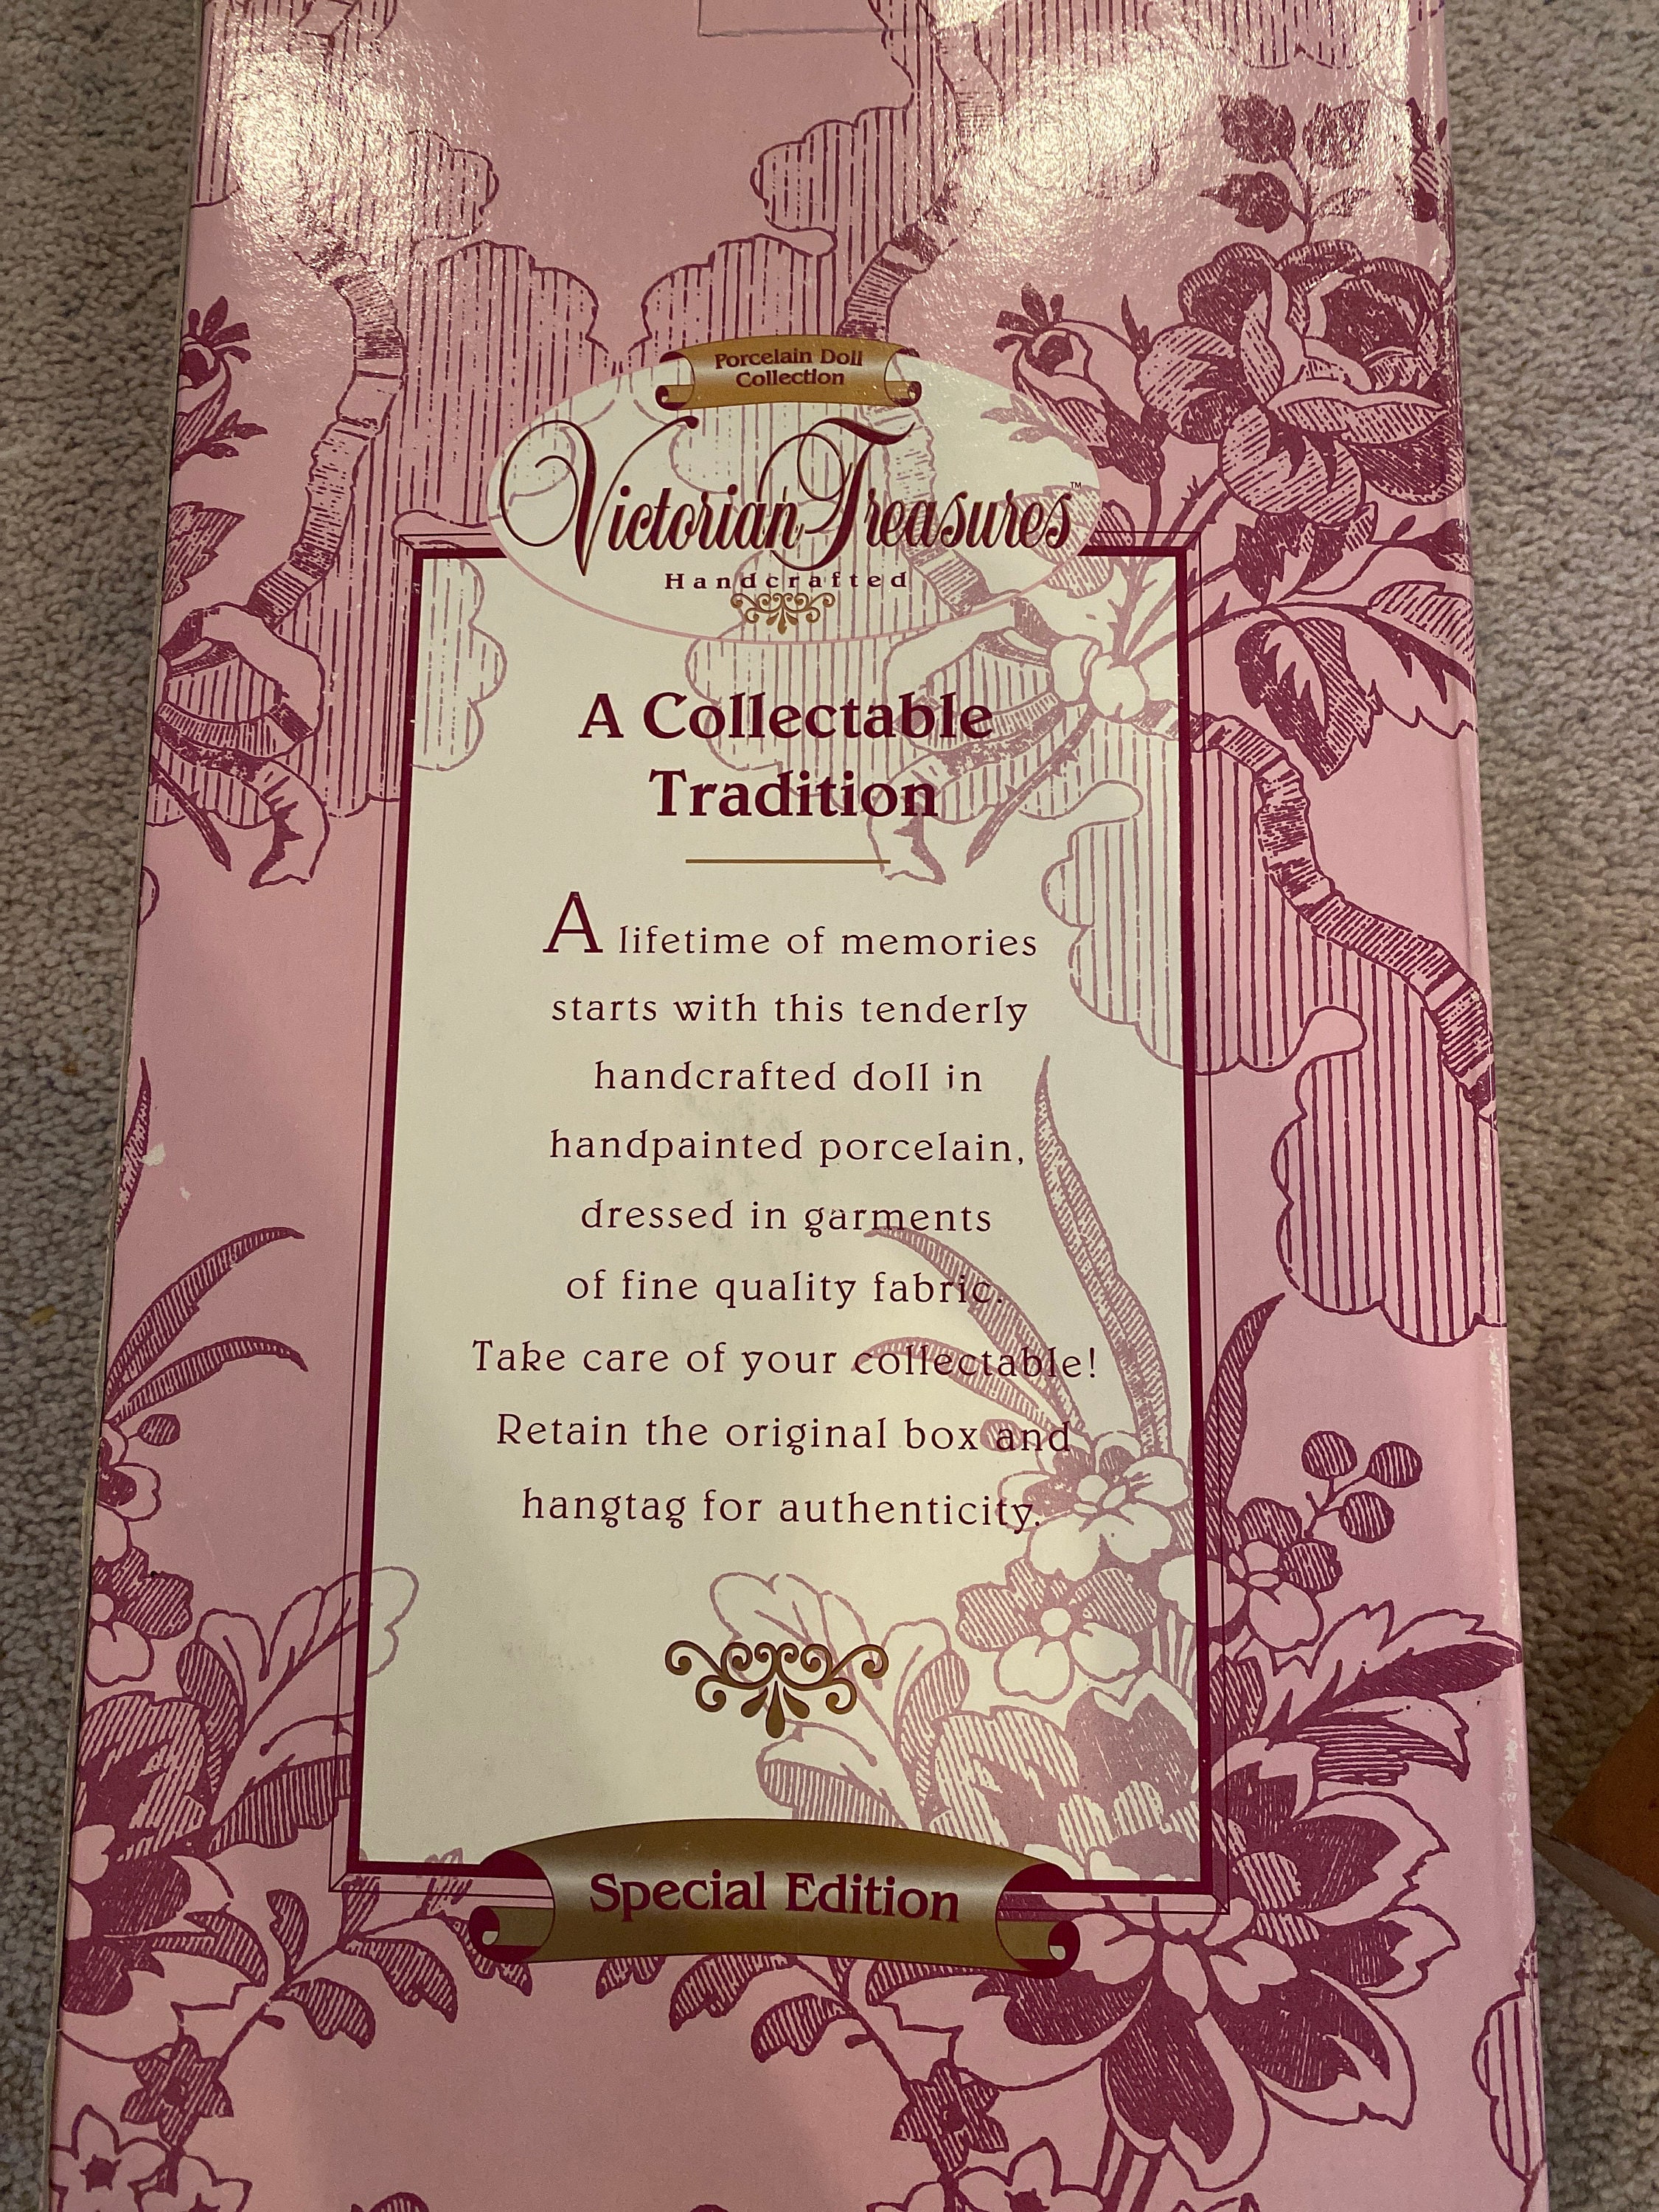 Porcelain Doll
Collection
Victorian Treasures™
Handcrafted
A Collectable
Tradition
A lifetime of memories
starts with this tenderly
handcrafted doll in
handpainted porcelain,
dressed in garments
of fine quality fabric.
Take care of your collectable!
Retain the original box and
hangtag for authenticity.
Special Edition